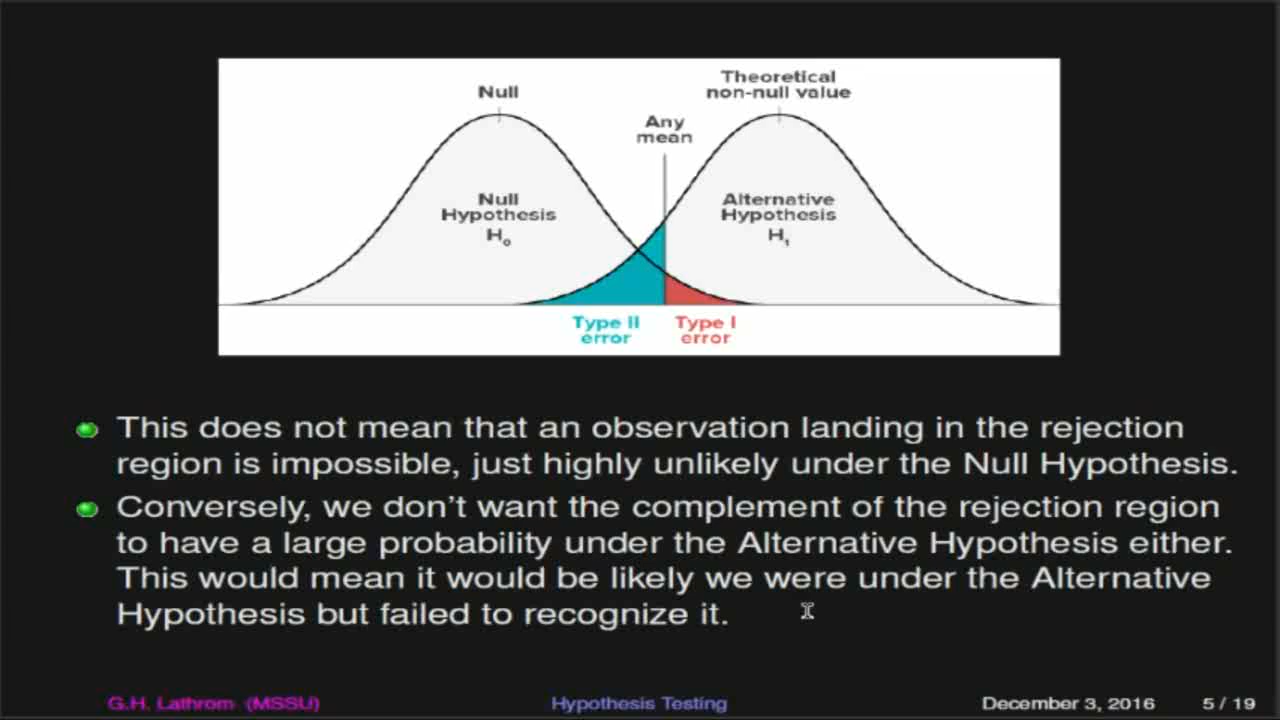 Null
Theoretical
non-null value
Any
mean
Null
Hypothesis
H₀
Alternative
Hypothesis
H₁
Type II
error
Type I
error
This does not mean that an observation landing in the rejection
region is impossible, just highly unlikely under the Null Hypothesis.
Conversely, we don't want the complement of the rejection region
to have a large probability under the Alternative Hypothesis either.
This would mean it would be likely we were under the Alternative
Hypothesis but failed to recognize it.
G.H. Lathrom (MSSU) Hypothesis Testing December 3, 2016 5 / 19